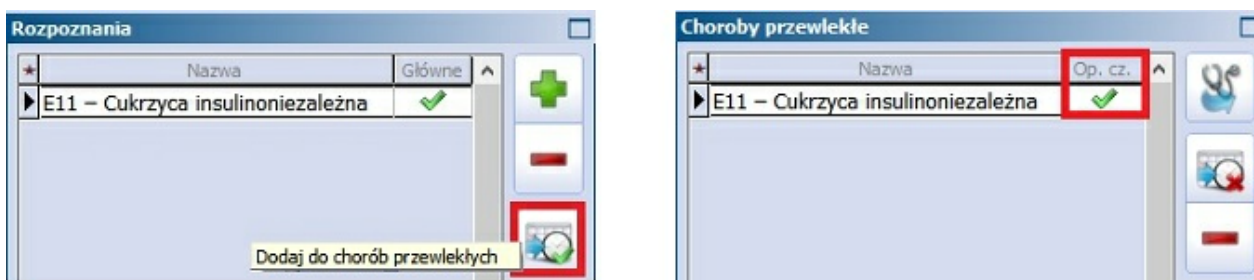 Rozpoznania
Nazwa Główne
E11 – Cukrzyca insulinoniezależna
Dodaj do chorób przewlekłych
Choroby przewlekłe
Nazwa Op. cz.
E11 – Cukrzyca insulinoniezależna